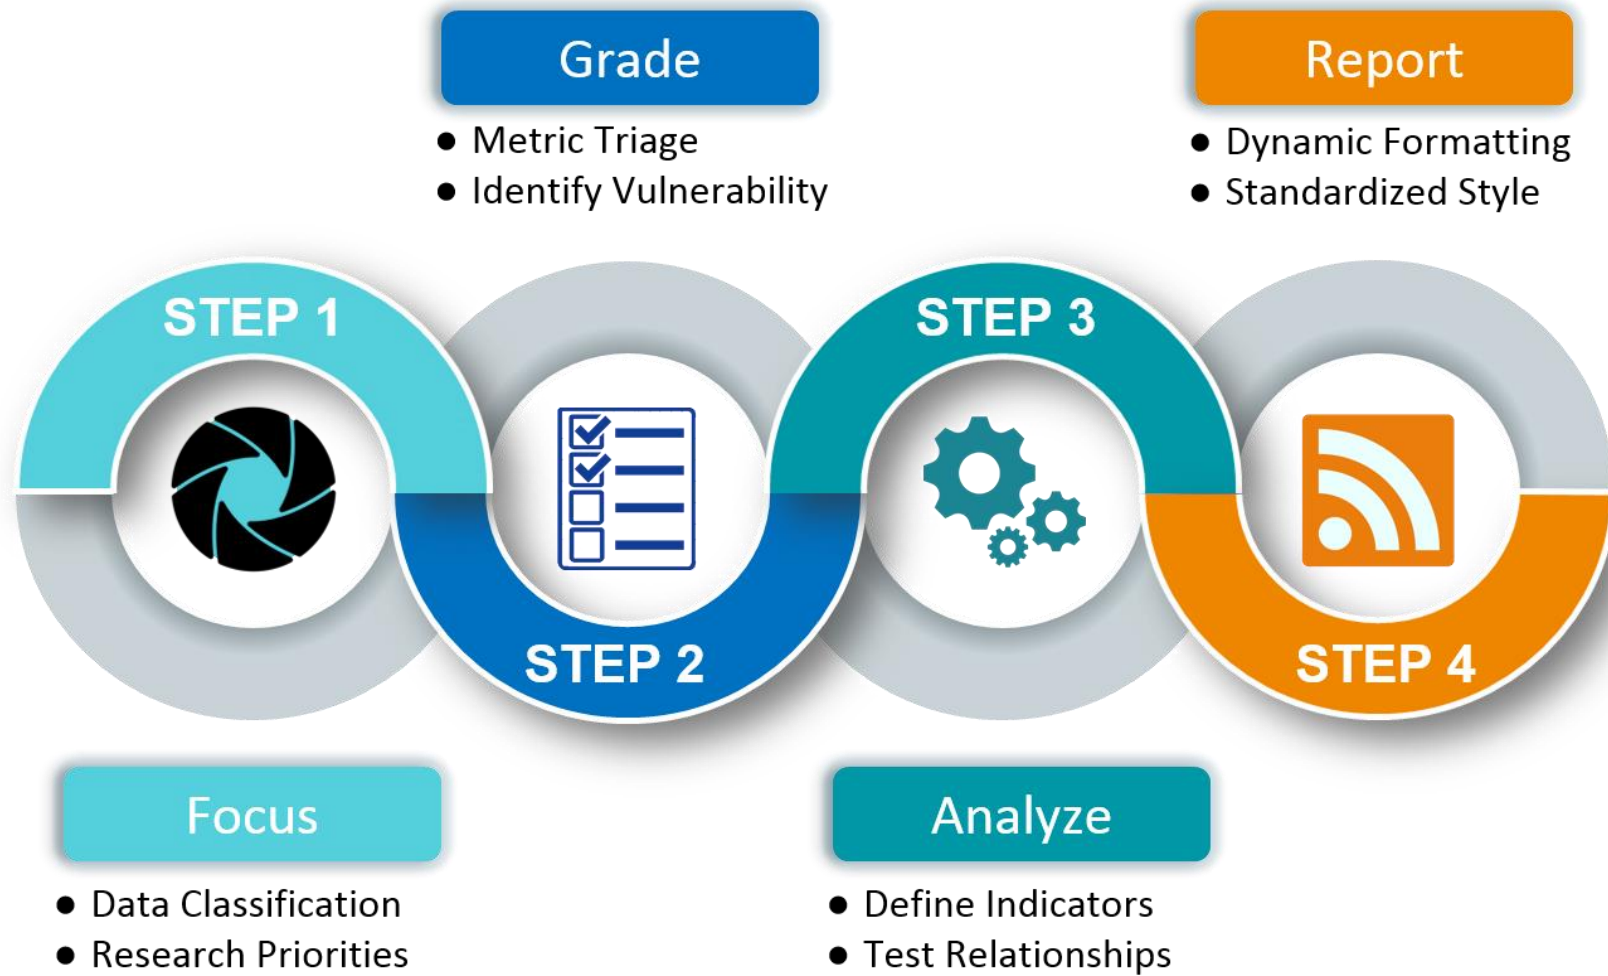 Grade
● Metric Triage
● Identify Vulnerability
Report
● Dynamic Formatting
● Standardized Style
STEP 1
STEP 3
STEP 2
STEP 4
Focus
● Data Classification
● Research Priorities
Analyze
● Define Indicators
● Test Relationships